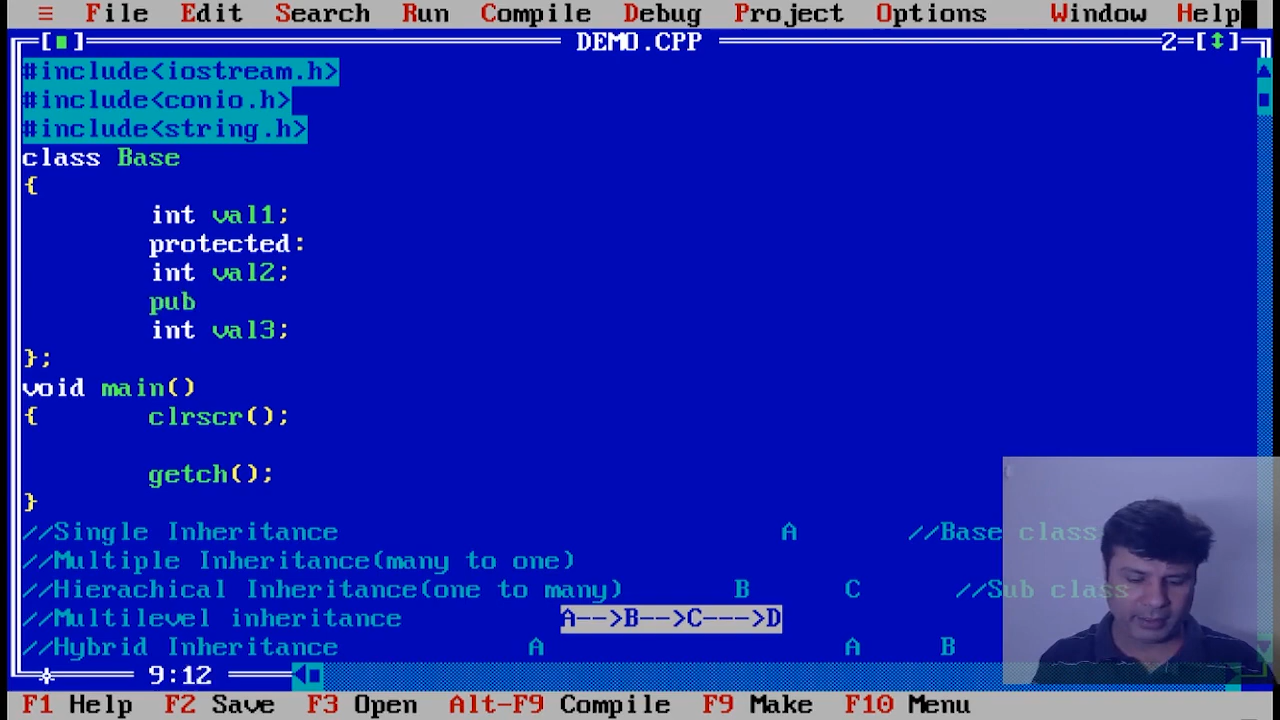 ≡ File Edit Search Run Compile Debug Project Options Window Help
[■] DEMO.CPP 2=[↕]
#include<iostream.h>
#include<conio.h>
#include<string.h>
class Base
{
int val1;
protected:
int val2;
pub
int val3;
};
void main()
{ clrscr();
getch();
}
//Single Inheritance A //Base class
//Multiple Inheritance(many to one)
//Hierachical Inheritance(one to many) B C //Sub class
//Multilevel inheritance A-->B-->C--->D
//Hybrid Inheritance A A B
9:12
F1 Help F2 Save F3 Open Alt-F9 Compile F9 Make F10 Menu